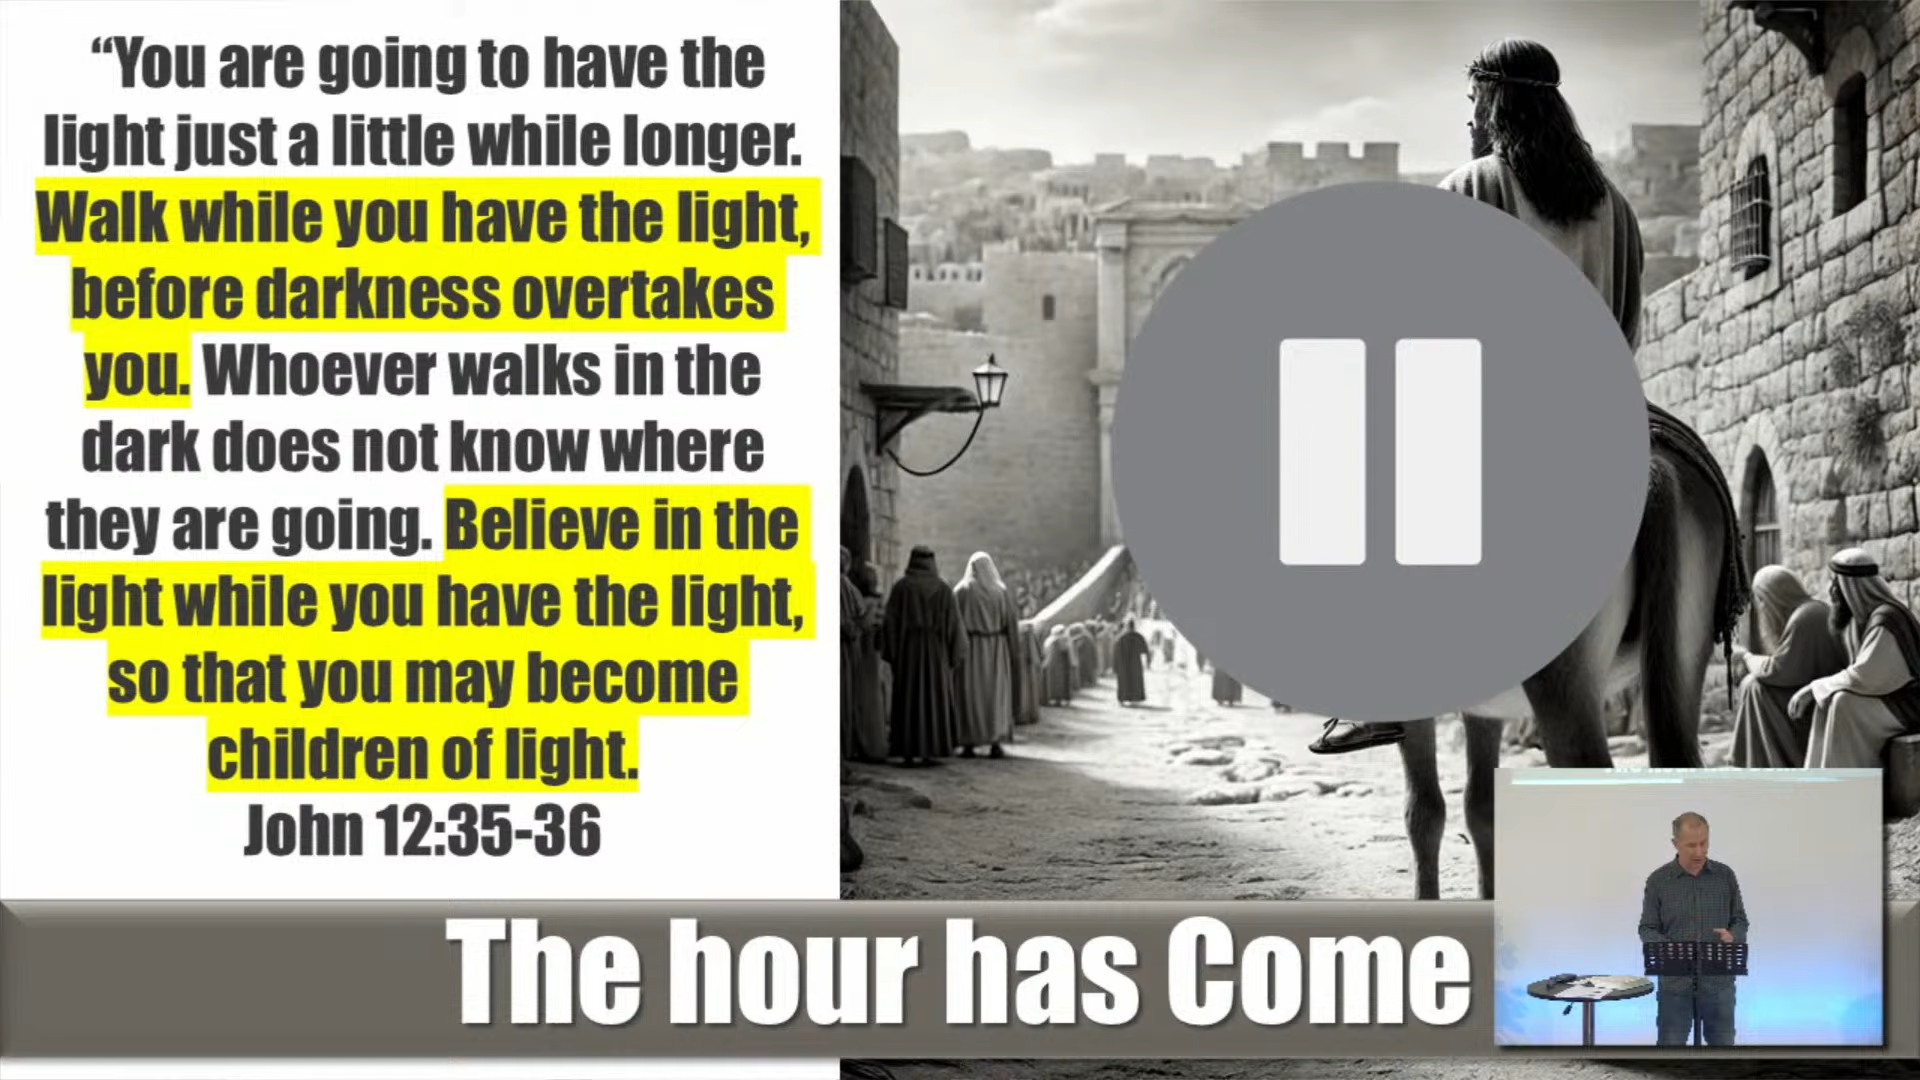 “You are going to have the
light just a little while longer.
Walk while you have the light,
before darkness overtakes
you. Whoever walks in the
dark does not know where
they are going. Believe in the
light while you have the light,
so that you may become
children of light.
John 12:35-36
The hour has Come